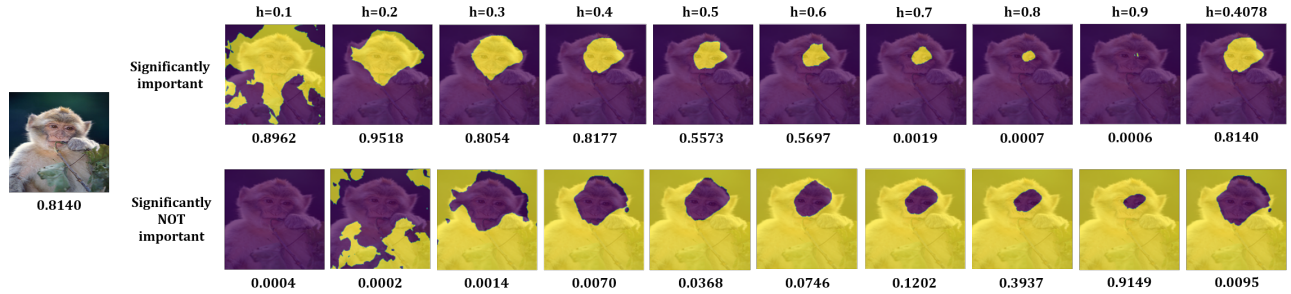 h=0.1 h=0.2 h=0.3 h=0.4 h=0.5 h=0.6 h=0.7 h=0.8 h=0.9 h=0.4078
Significantly
important
0.8962 0.9518 0.8054 0.8177 0.5573 0.5697 0.0019 0.0007 0.0006 0.8140
0.8140
Significantly
NOT
important
0.0004 0.0002 0.0014 0.0070 0.0368 0.0746 0.1202 0.3937 0.9149 0.0095